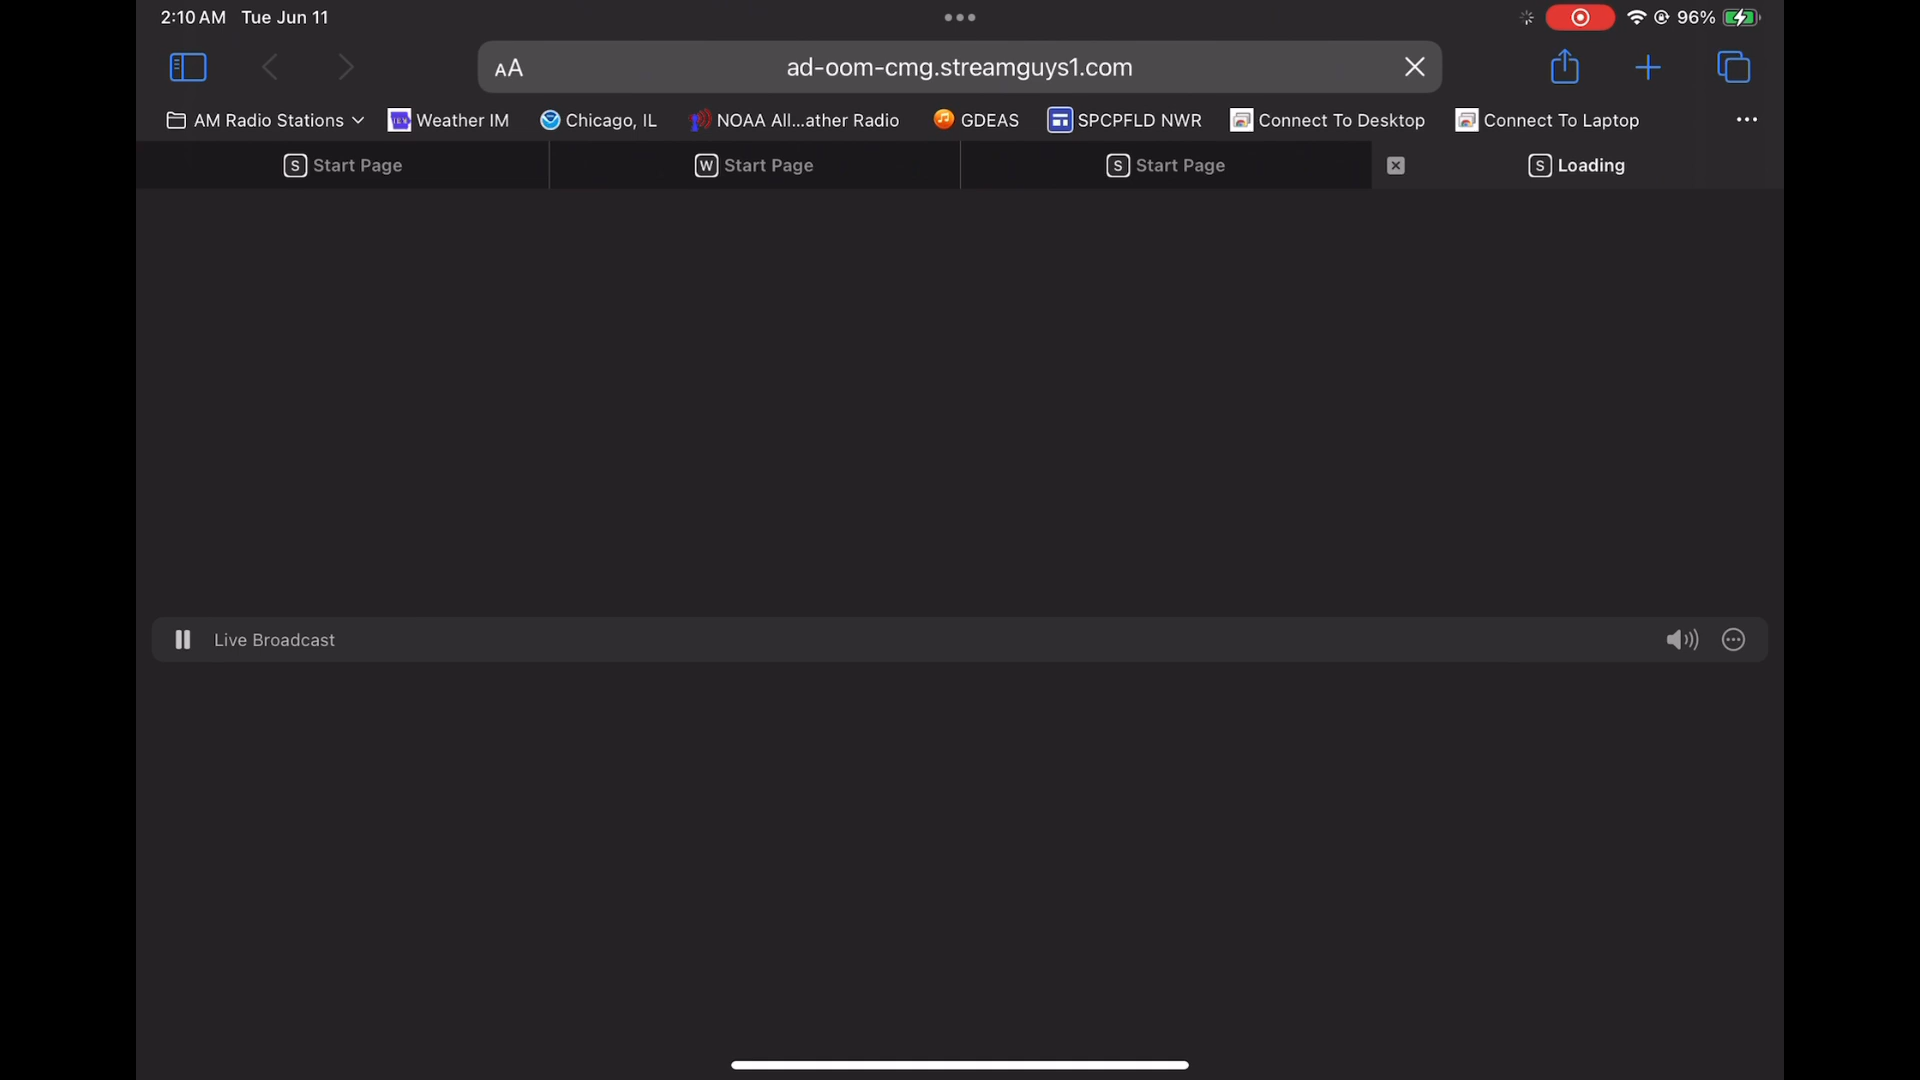 2:10 AM Tue Jun 11
96%
AA ad-oom-cmg.streamguys1.com
AM Radio Stations Weather IM Chicago, IL NOAA All...ather Radio GDEAS SPCPFLD NWR Connect To Desktop Connect To Laptop
S Start Page W Start Page S Start Page S Loading
Live Broadcast